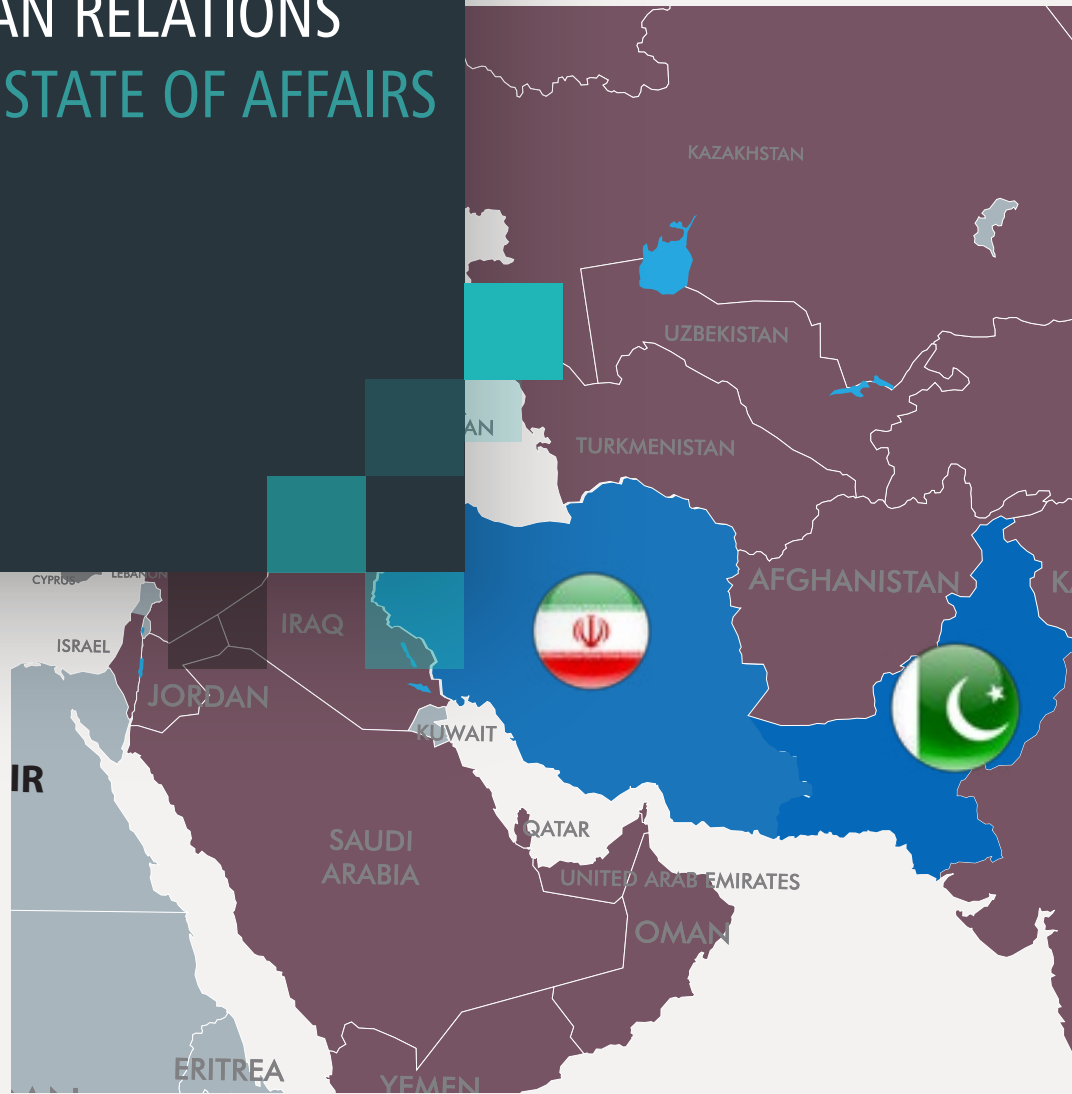 AN RELATIONS
STATE OF AFFAIRS
KAZAKHSTAN
UZBEKISTAN
AN
TURKMENISTAN
CYPRUS
LEBANON
AFGHANISTAN
K
ISRAEL
IRAQ
JORDAN
KUWAIT
IR
SAUDI
ARABIA
QATAR
UNITED ARAB EMIRATES
OMAN
ERITREA
YEMEN